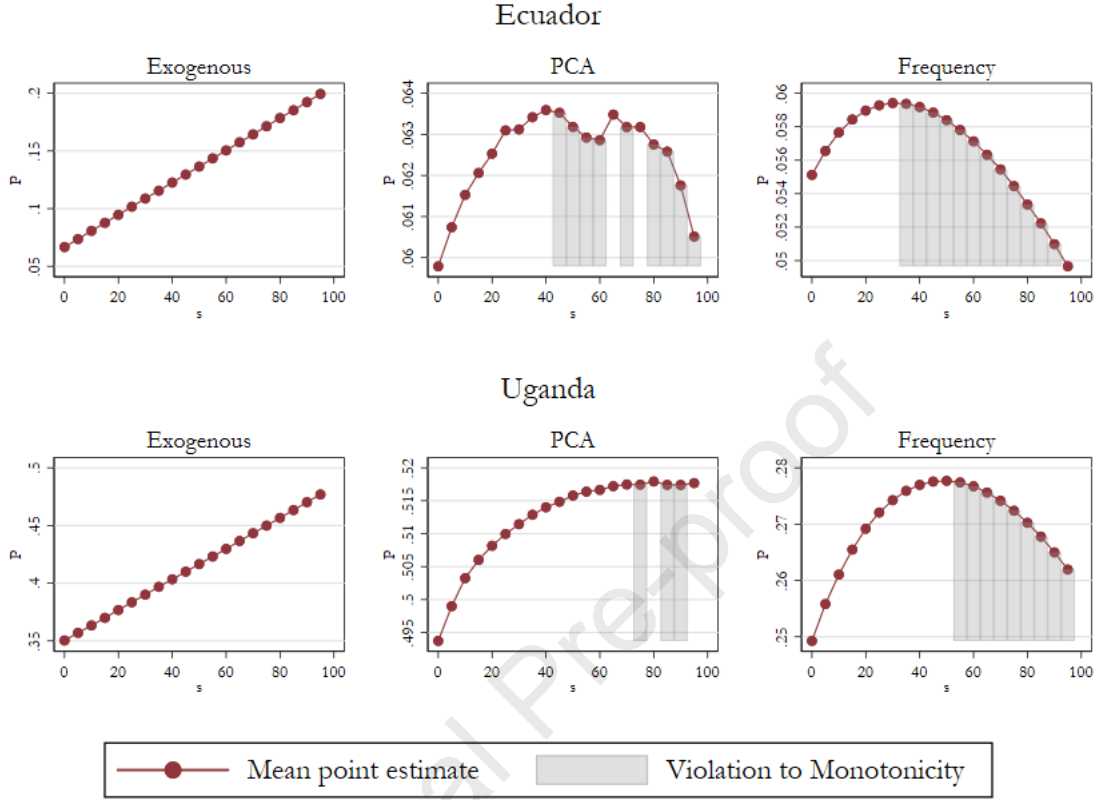 Ecuador
Exogenous
PCA
Frequency
.2
.15
.1
.05
p
0 20 40 60 80 100
s
.064
.063
.062
.061
.06
p
0 20 40 60 80 100
s
.06
.058
.056
.054
.052
.05
p
0 20 40 60 80 100
s
Uganda
Exogenous
PCA
Frequency
.5
.45
.4
.35
p
0 20 40 60 80 100
s
.52
.515
.51
.505
.5
.495
p
0 20 40 60 80 100
s
.28
.27
.26
.25
p
0 20 40 60 80 100
s
Mean point estimate
Violation to Monotonicity
al Pre-proof